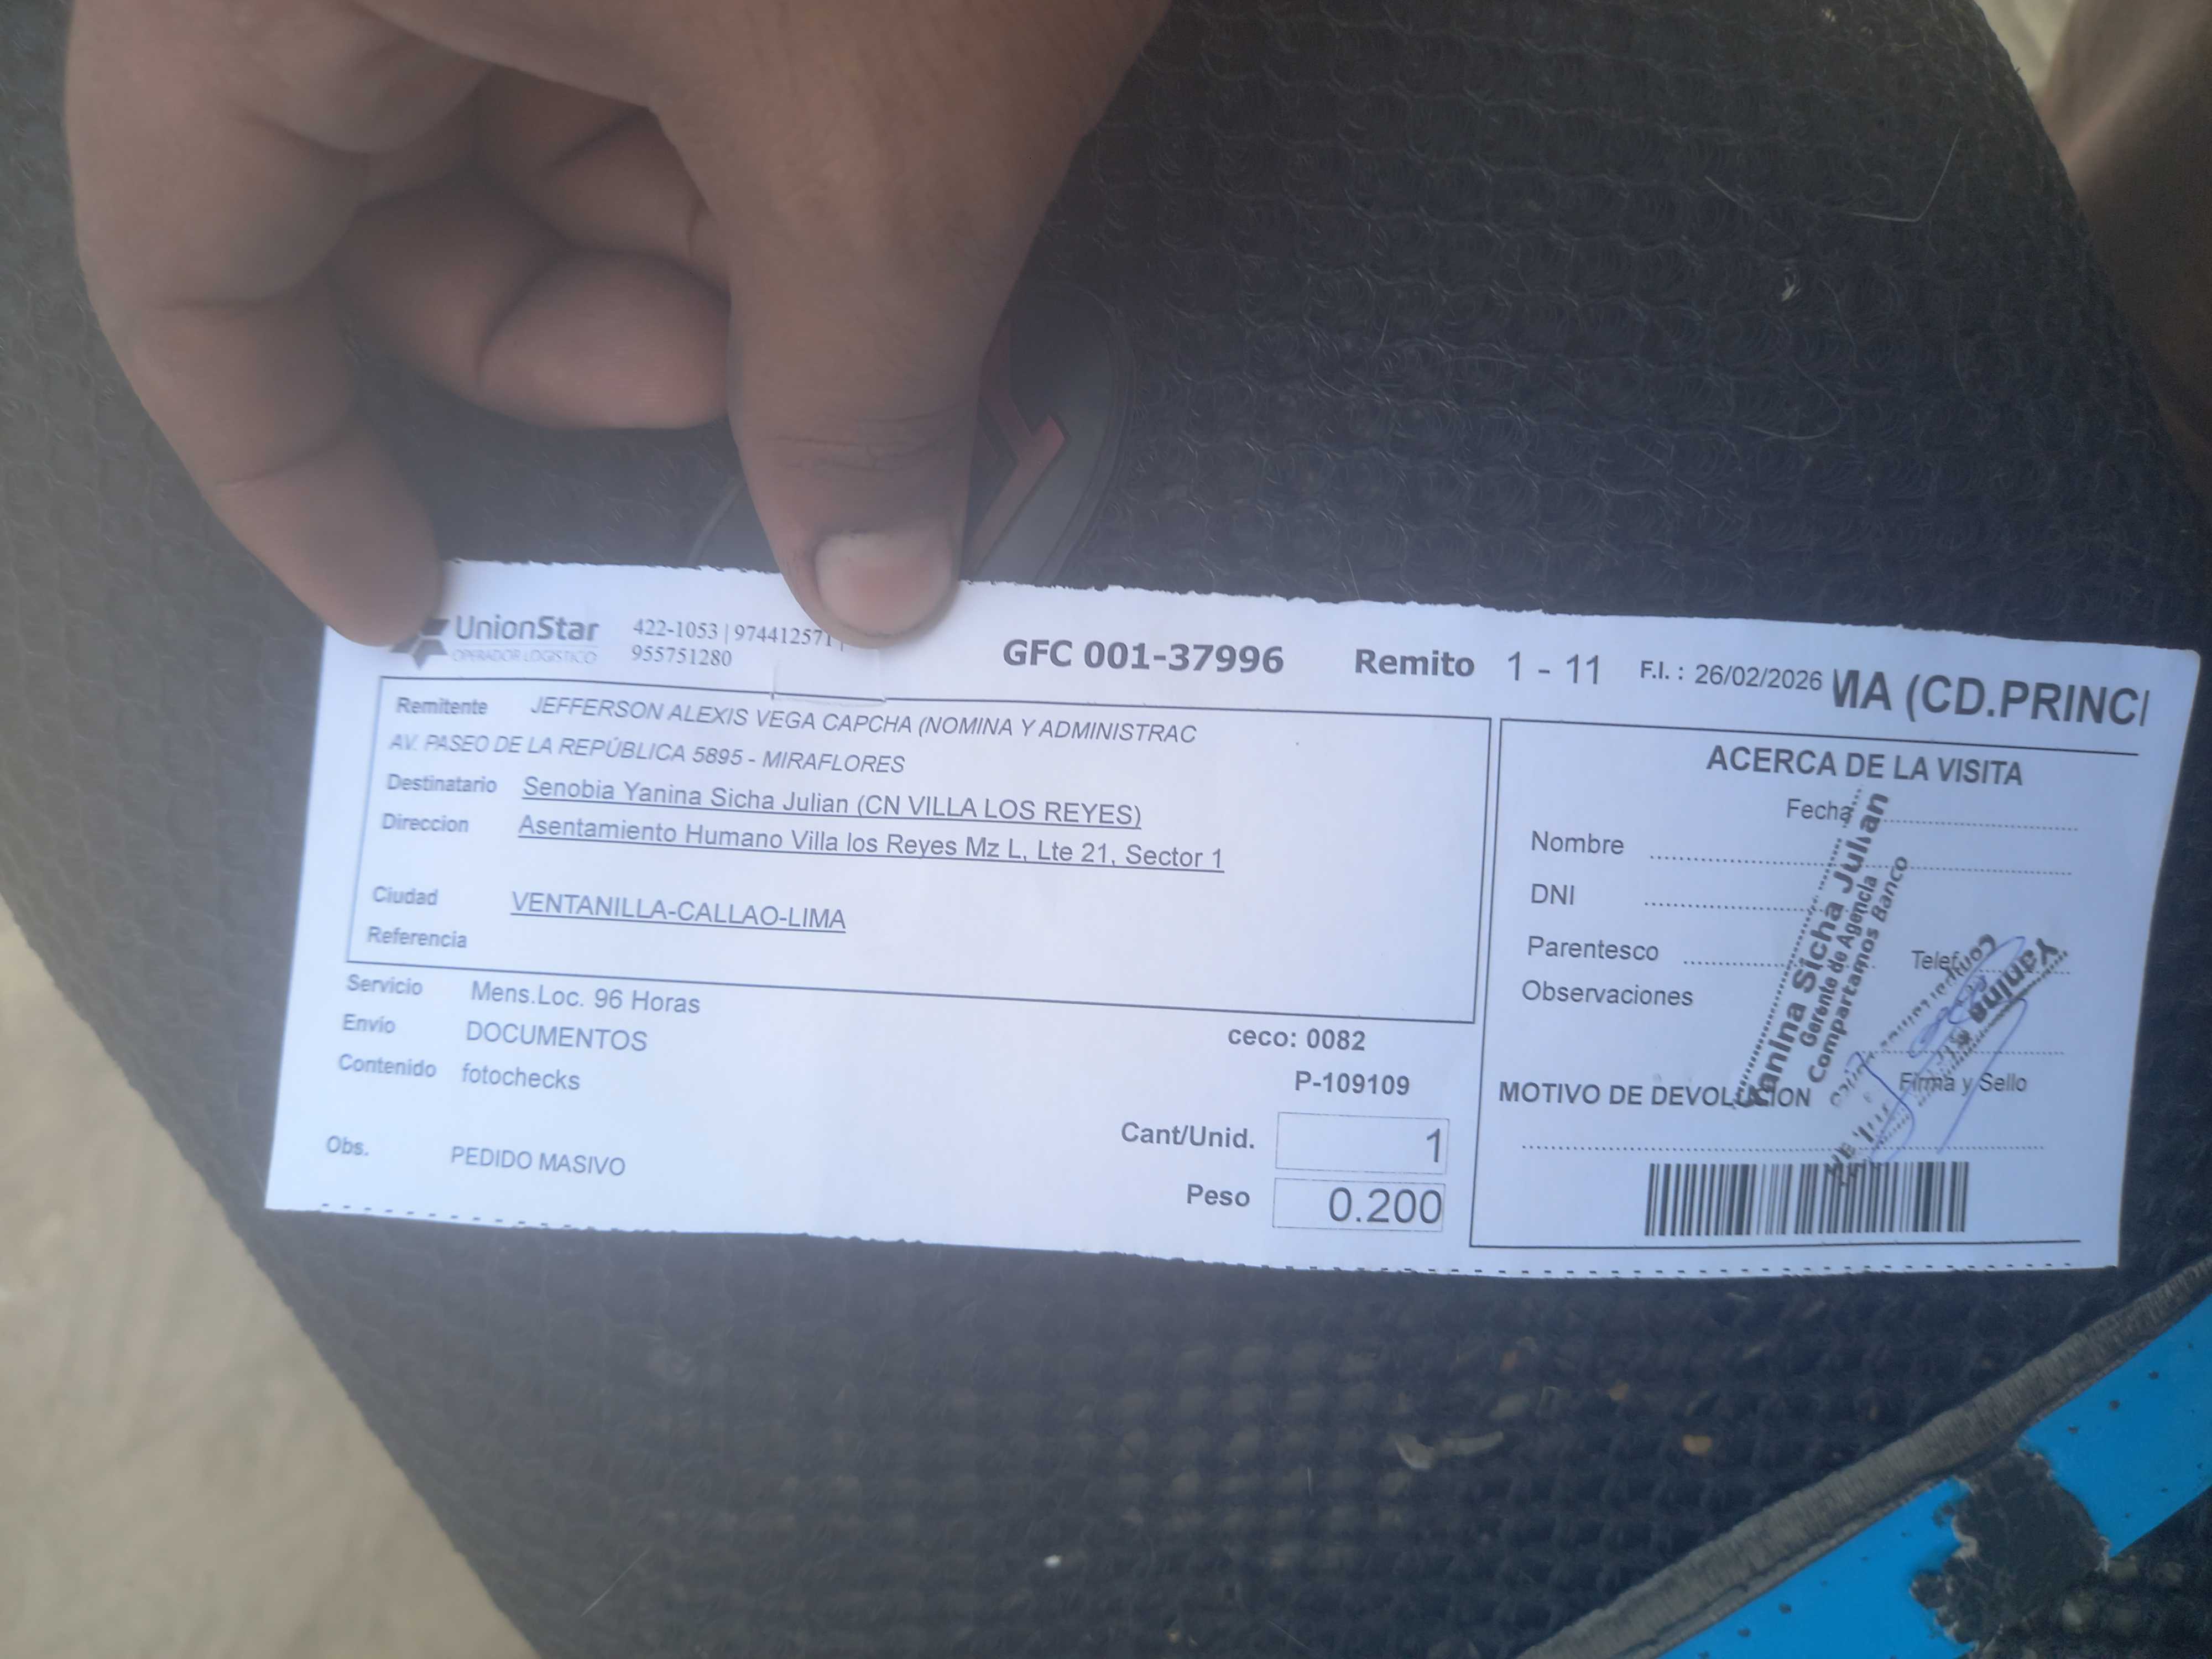 UnionStar
OPERADOR LOGISTICO
422-1053 | 974412571 |
955751280
GFC 001-37996
Remito 1 - 11
F.I. : 26/02/2026
MA (CD.PRINCI
Remitente JEFFERSON ALEXIS VEGA CAPCHA (NOMINA Y ADMINISTRAC
AV. PASEO DE LA REPÚBLICA 5895 - MIRAFLORES
Destinatario Senobia Yanina Sicha Julian (CN VILLA LOS REYES)
Direccion Asentamiento Humano Villa los Reyes Mz L, Lte 21, Sector 1
Ciudad VENTANILLA-CALLAO-LIMA
Referencia
Servicio Mens.Loc. 96 Horas
Envío DOCUMENTOS
Contenido fotochecks
Obs. PEDIDO MASIVO
ceco: 0082
P-109109
Cant/Unid. 1
Peso 0.200
ACERCA DE LA VISITA
Fecha
Nombre
DNI
Parentesco
Telef
Observaciones
Firma y Sello
MOTIVO DE DEVOLUCION
Yanina Sicha Julian
Gerente de Agencia
Compartamos Banco
Yanina